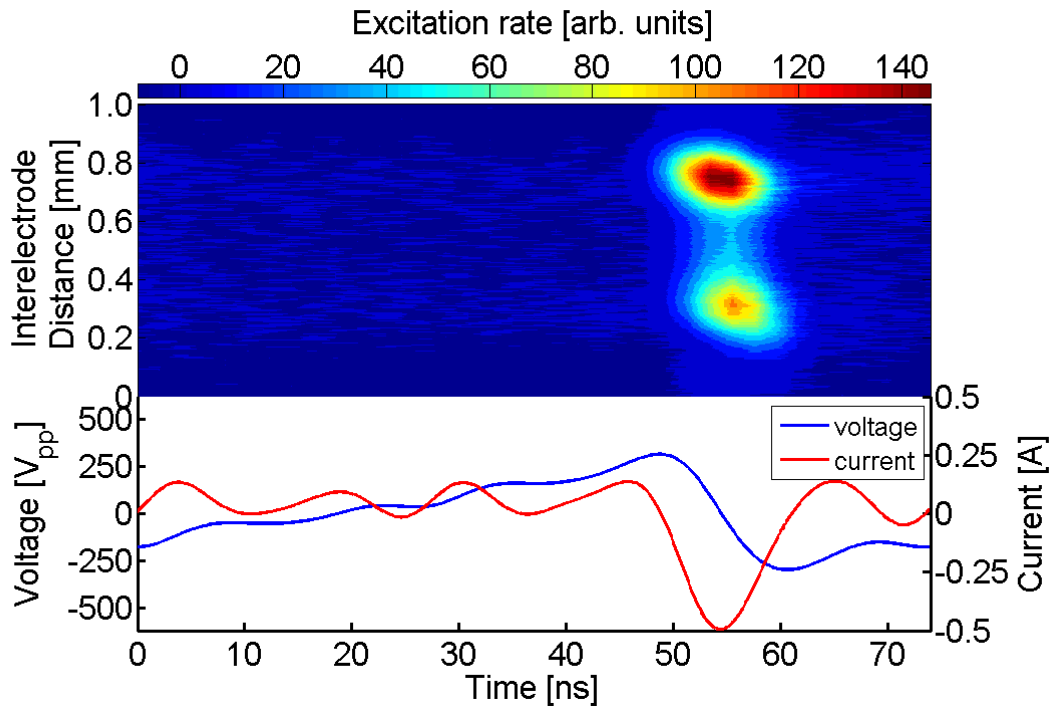 Excitation rate [arb. units]
0 20 40 60 80 100 120 140
Interelectrode
Distance [mm]
1.0
0.8
0.6
0.4
0.2
0
Voltage [Vpp]
500
250
0
-250
-500
voltage
current
0.5
0.25
0
-0.25
-0.5
Current [A]
0 10 20 30 40 50 60 70
Time [ns]